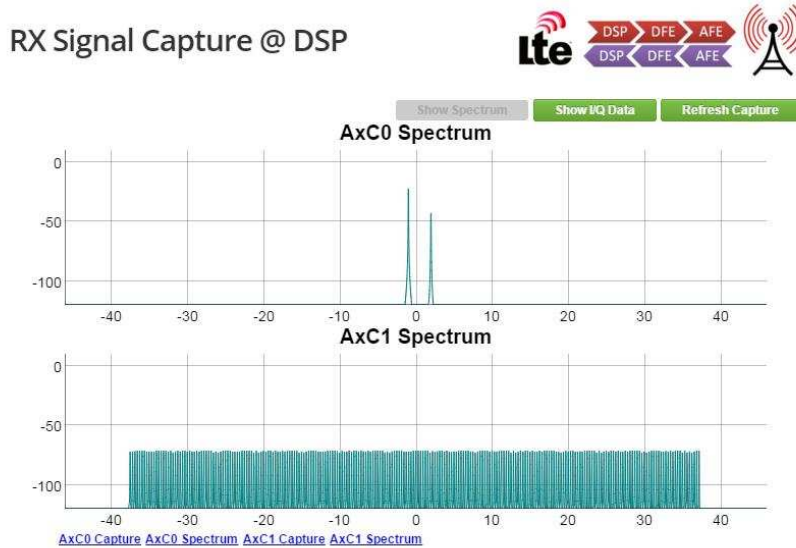 RX Signal Capture @ DSP
Lte
DSP DFE AFE
DSP DFE AFE
Show Spectrum Show I/Q Data Refresh Capture
AxC0 Spectrum
0
-50
-100
-40 -30 -20 -10 0 10 20 30 40
AxC1 Spectrum
0
-50
-100
-40 -30 -20 -10 0 10 20 30 40
AxC0 Capture AxC0 Spectrum AxC1 Capture AxC1 Spectrum